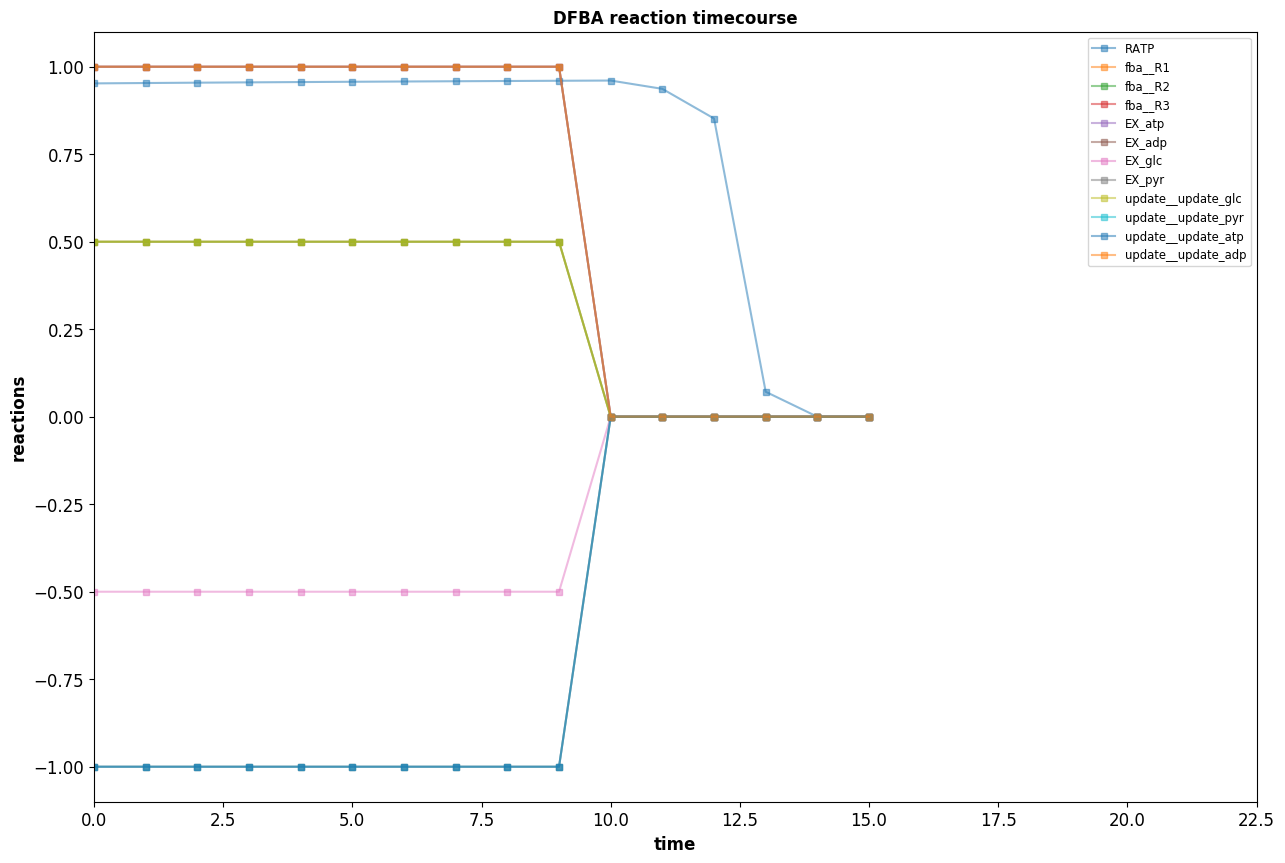 DFBA reaction timecourse
1.00
0.75
0.50
0.25
0.00
−0.25
−0.50
−0.75
−1.00
reactions
0.0
2.5
5.0
7.5
10.0
12.5
15.0
17.5
20.0
22.5
time
RATP
fba__R1
fba__R2
fba__R3
EX_atp
EX_adp
EX_glc
EX_pyr
update__update_glc
update__update_pyr
update__update_atp
update__update_adp